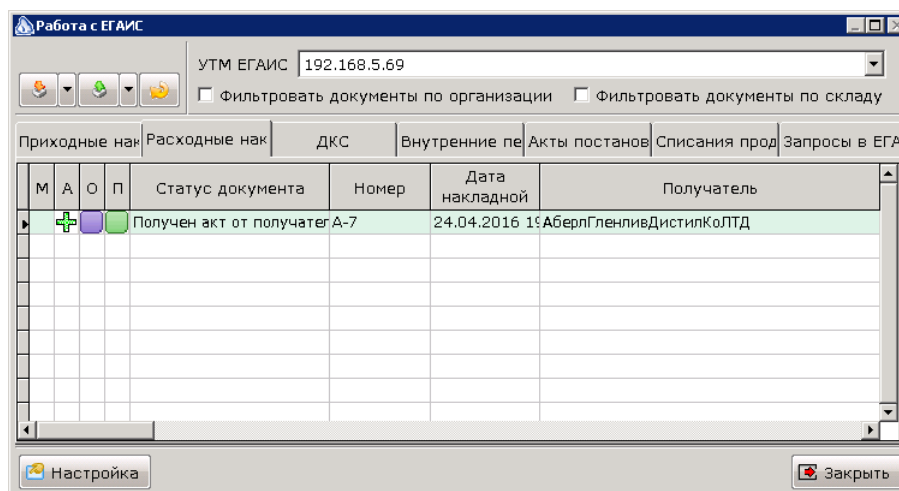 Работа с ЕГАИС
УТМ ЕГАИС 192.168.5.69
Фильтровать документы по организации Фильтровать документы по складу
Приходные нак Расходные нак ДКС Внутренние пе Акты постанов Списания прод Запросы в ЕГА
М А О П Статус документа Номер Дата накладной Получатель
Получен акт от получател А-7 24.04.2016 19 АберлГленливДистилКоЛТД
Настройка Закрыть